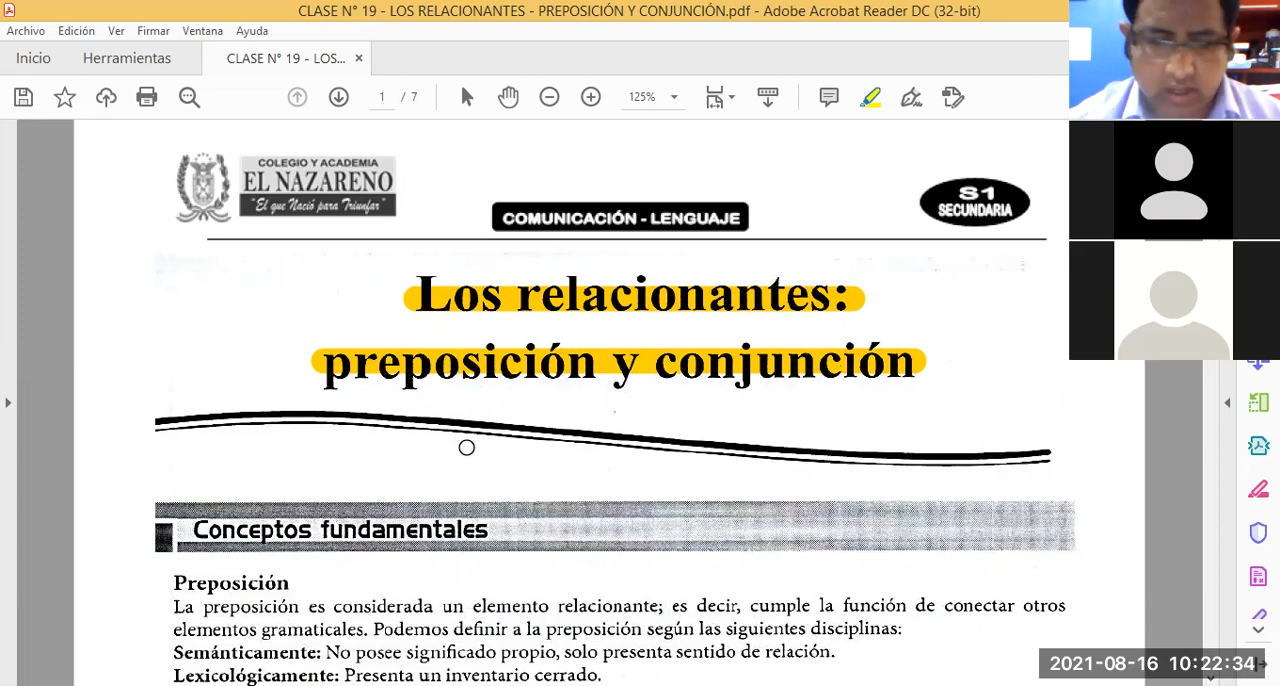 CLASE N° 19 - LOS RELACIONANTES - PREPOSICIÓN Y CONJUNCIÓN.pdf - Adobe Acrobat Reader DC (32-bit)
Archivo Edición Ver Firmar Ventana Ayuda
Inicio Herramientas CLASE N° 19 - LOS... ×
1 / 7 125%
COLEGIO Y ACADEMIA
EL NAZARENO
"El que Nació para Triunfar"
COMUNICACIÓN - LENGUAJE
S1
SECUNDARIA
Los relacionantes:
preposición y conjunción
Conceptos fundamentales
Preposición
La preposición es considerada un elemento relacionante; es decir, cumple la función de conectar otros
elementos gramaticales. Podemos definir a la preposición según las siguientes disciplinas:
Semánticamente: No posee significado propio, solo presenta sentido de relación.
Lexicológicamente: Presenta un inventario cerrado.
2021-08-16 10:22:34